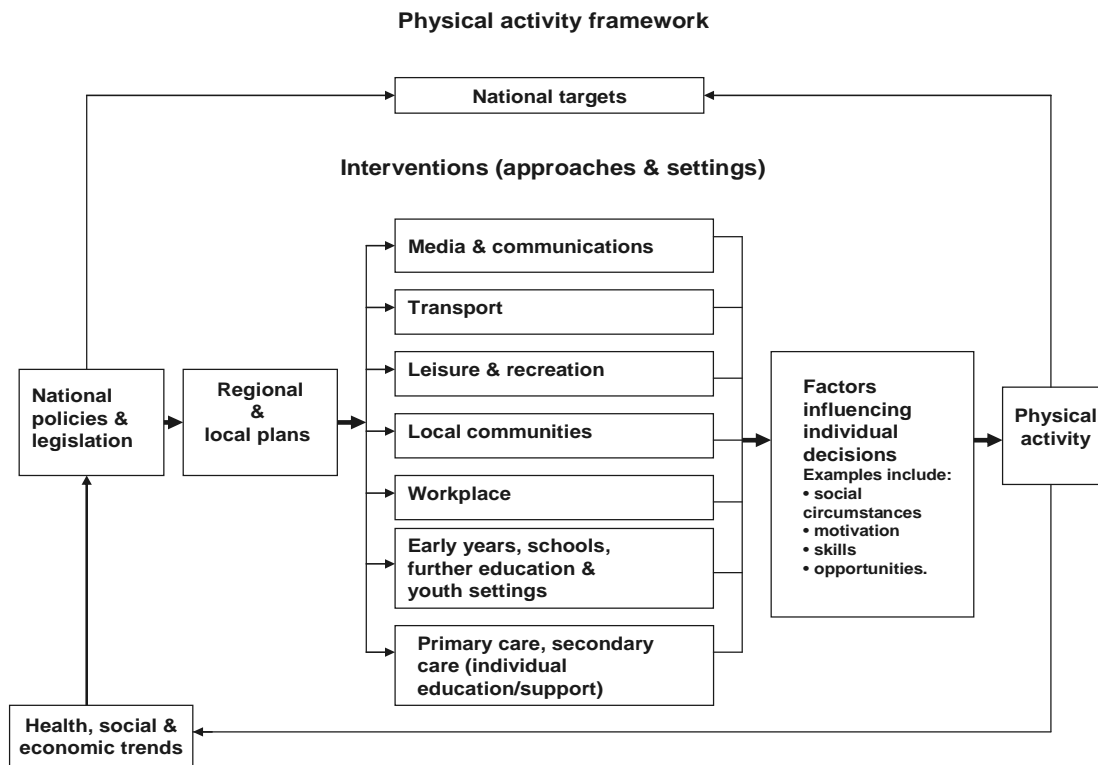 Physical activity framework
National targets
Interventions (approaches & settings)
Media & communications
Transport
Leisure & recreation
Local communities
Workplace
Early years, schools,
further education &
youth settings
Primary care, secondary
care (individual
education/support)
National
policies &
legislation
Regional
&
local plans
Factors
influencing
individual
decisions
Examples include:
• social
circumstances
• motivation
• skills
• opportunities.
Physical
activity
Health, social &
economic trends